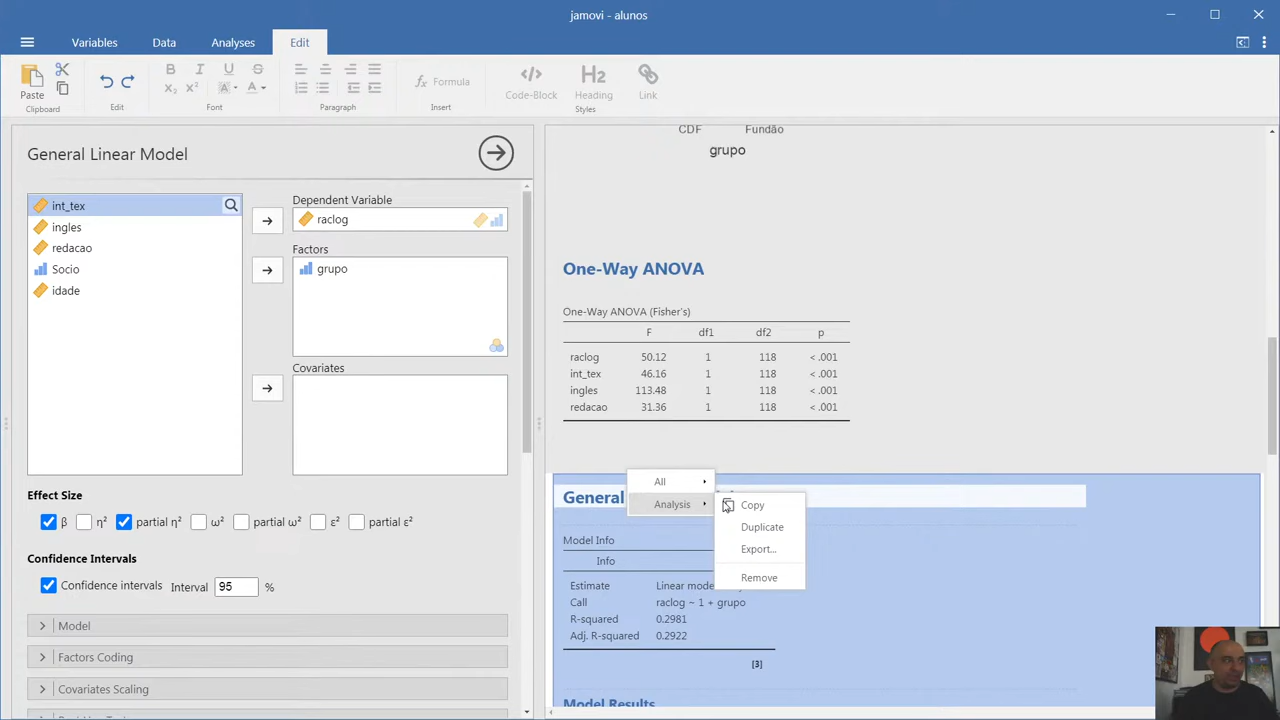 jamovi - alunos
Variables Data Analyses Edit
Paste
B I U S
X₂ X² A A
Formula
Code-Block
H2
Heading
Link
Clipboard Edit Font Paragraph Insert Styles
General Linear Model
int_tex
ingles
redacao
Socio
idade
Dependent Variable
raclog
Factors
grupo
Covariates
Effect Size
β η² partial η² ω² partial ω² ε² partial ε²
Confidence Intervals
Confidence intervals Interval 95 %
Model
Factors Coding
Covariates Scaling
CDF Fundão
grupo
One-Way ANOVA
One-Way ANOVA (Fisher's)
F df1 df2 p
raclog 50.12 1 118 < .001
int_tex 46.16 1 118 < .001
ingles 113.48 1 118 < .001
redacao 31.36 1 118 < .001
All
Analysis
Copy
Duplicate
Export...
Remove
General
Model Info
Info
Estimate Linear mode
Call raclog ~ 1 + grupo
R-squared 0.2981
Adj. R-squared 0.2922
[3]
Model Results